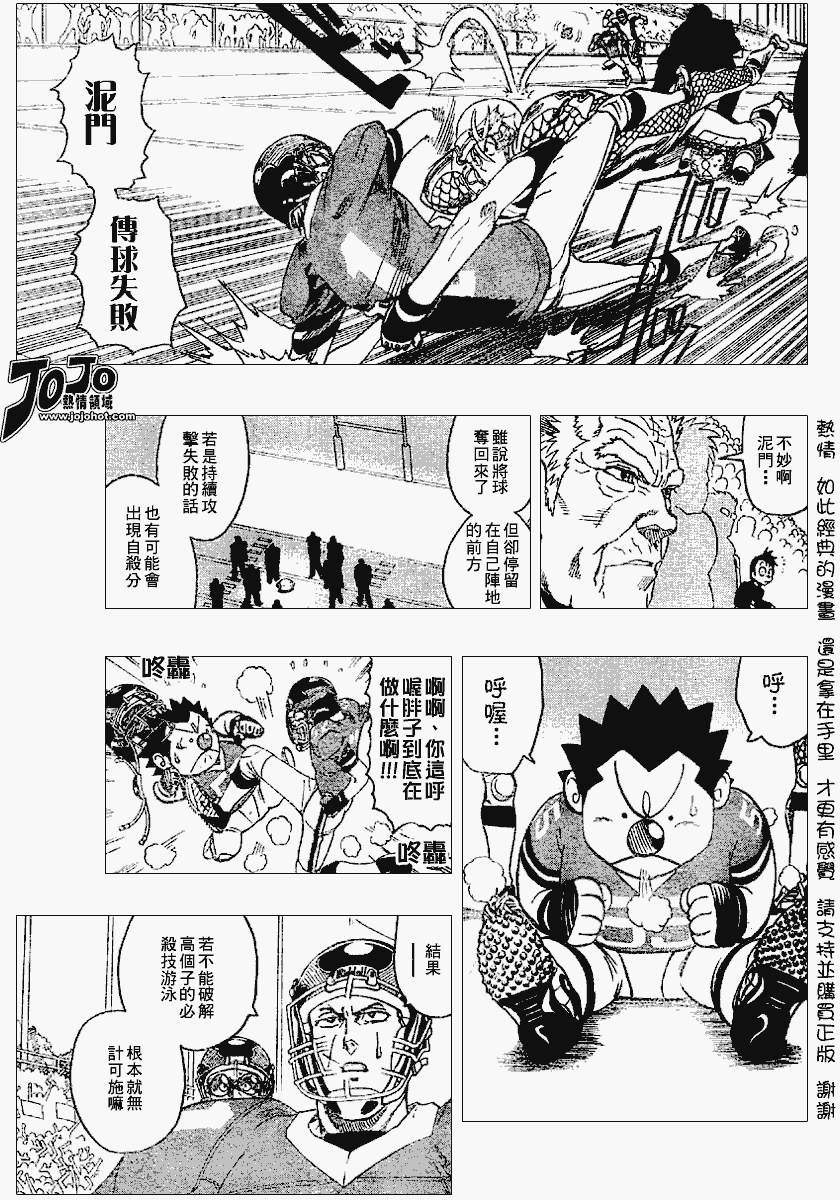 泥門
傳球失敗
不妙啊
泥門…
雖說將球
奪回來了
但卻停留
在自己陣地
的前方
若是持續攻
擊失敗的話
也有可能會
出現自殺分
呼…
呼喔…
啊啊、你這呼
喔胖子到底在
做什麼啊!!!
咚轟
咚轟
結果
——
若不能破解
高個子的必
殺技游泳
根本就無
計可施嘛
Riddell
5
5
JOJO
熱情領域
www.jojohot.com
熱情 如此經典的漫畫 還是拿在手里 才更有感覺 請支持並購買正版 謝謝